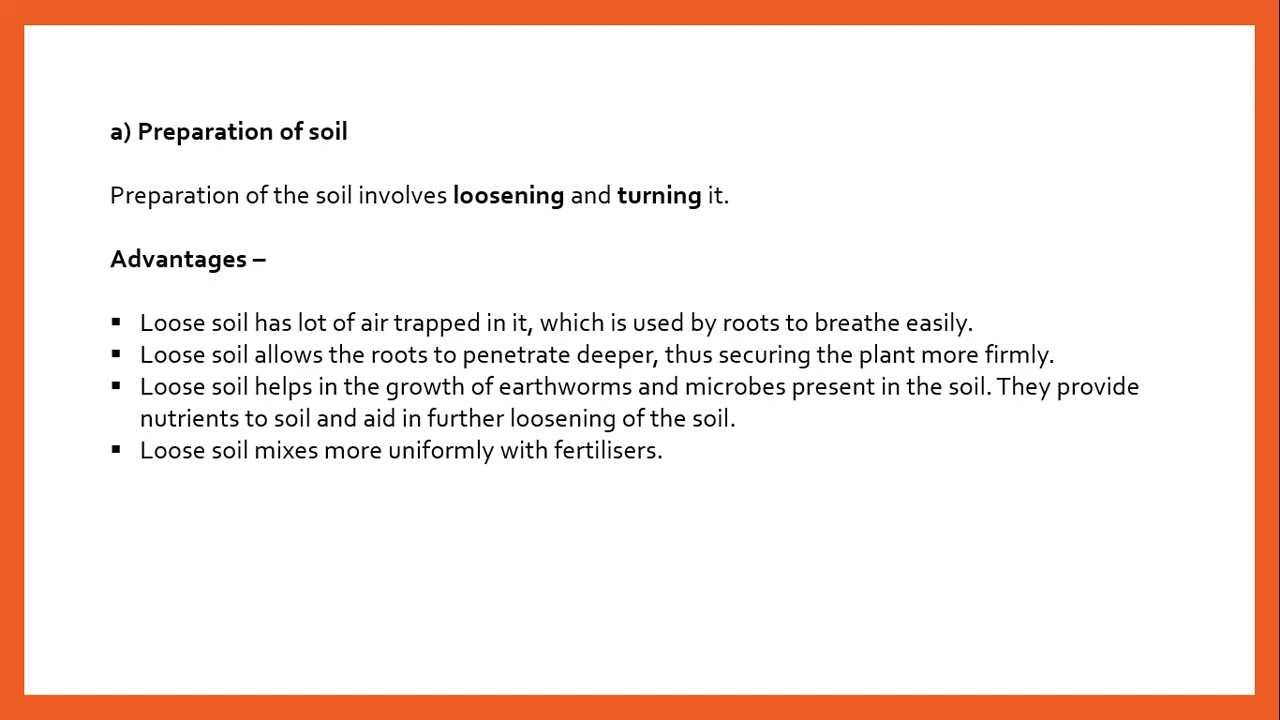 a) Preparation of soil
Preparation of the soil involves loosening and turning it.
Advantages –
▪ Loose soil has lot of air trapped in it, which is used by roots to breathe easily.
▪ Loose soil allows the roots to penetrate deeper, thus securing the plant more firmly.
▪ Loose soil helps in the growth of earthworms and microbes present in the soil. They provide
nutrients to soil and aid in further loosening of the soil.
▪ Loose soil mixes more uniformly with fertilisers.